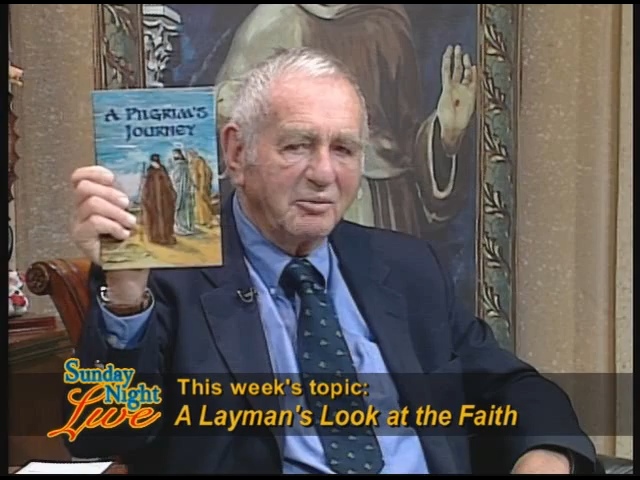 A PILGRIM'S
JOURNEY
Sunday
Night
Live
This week's topic:
A Layman's Look at the Faith